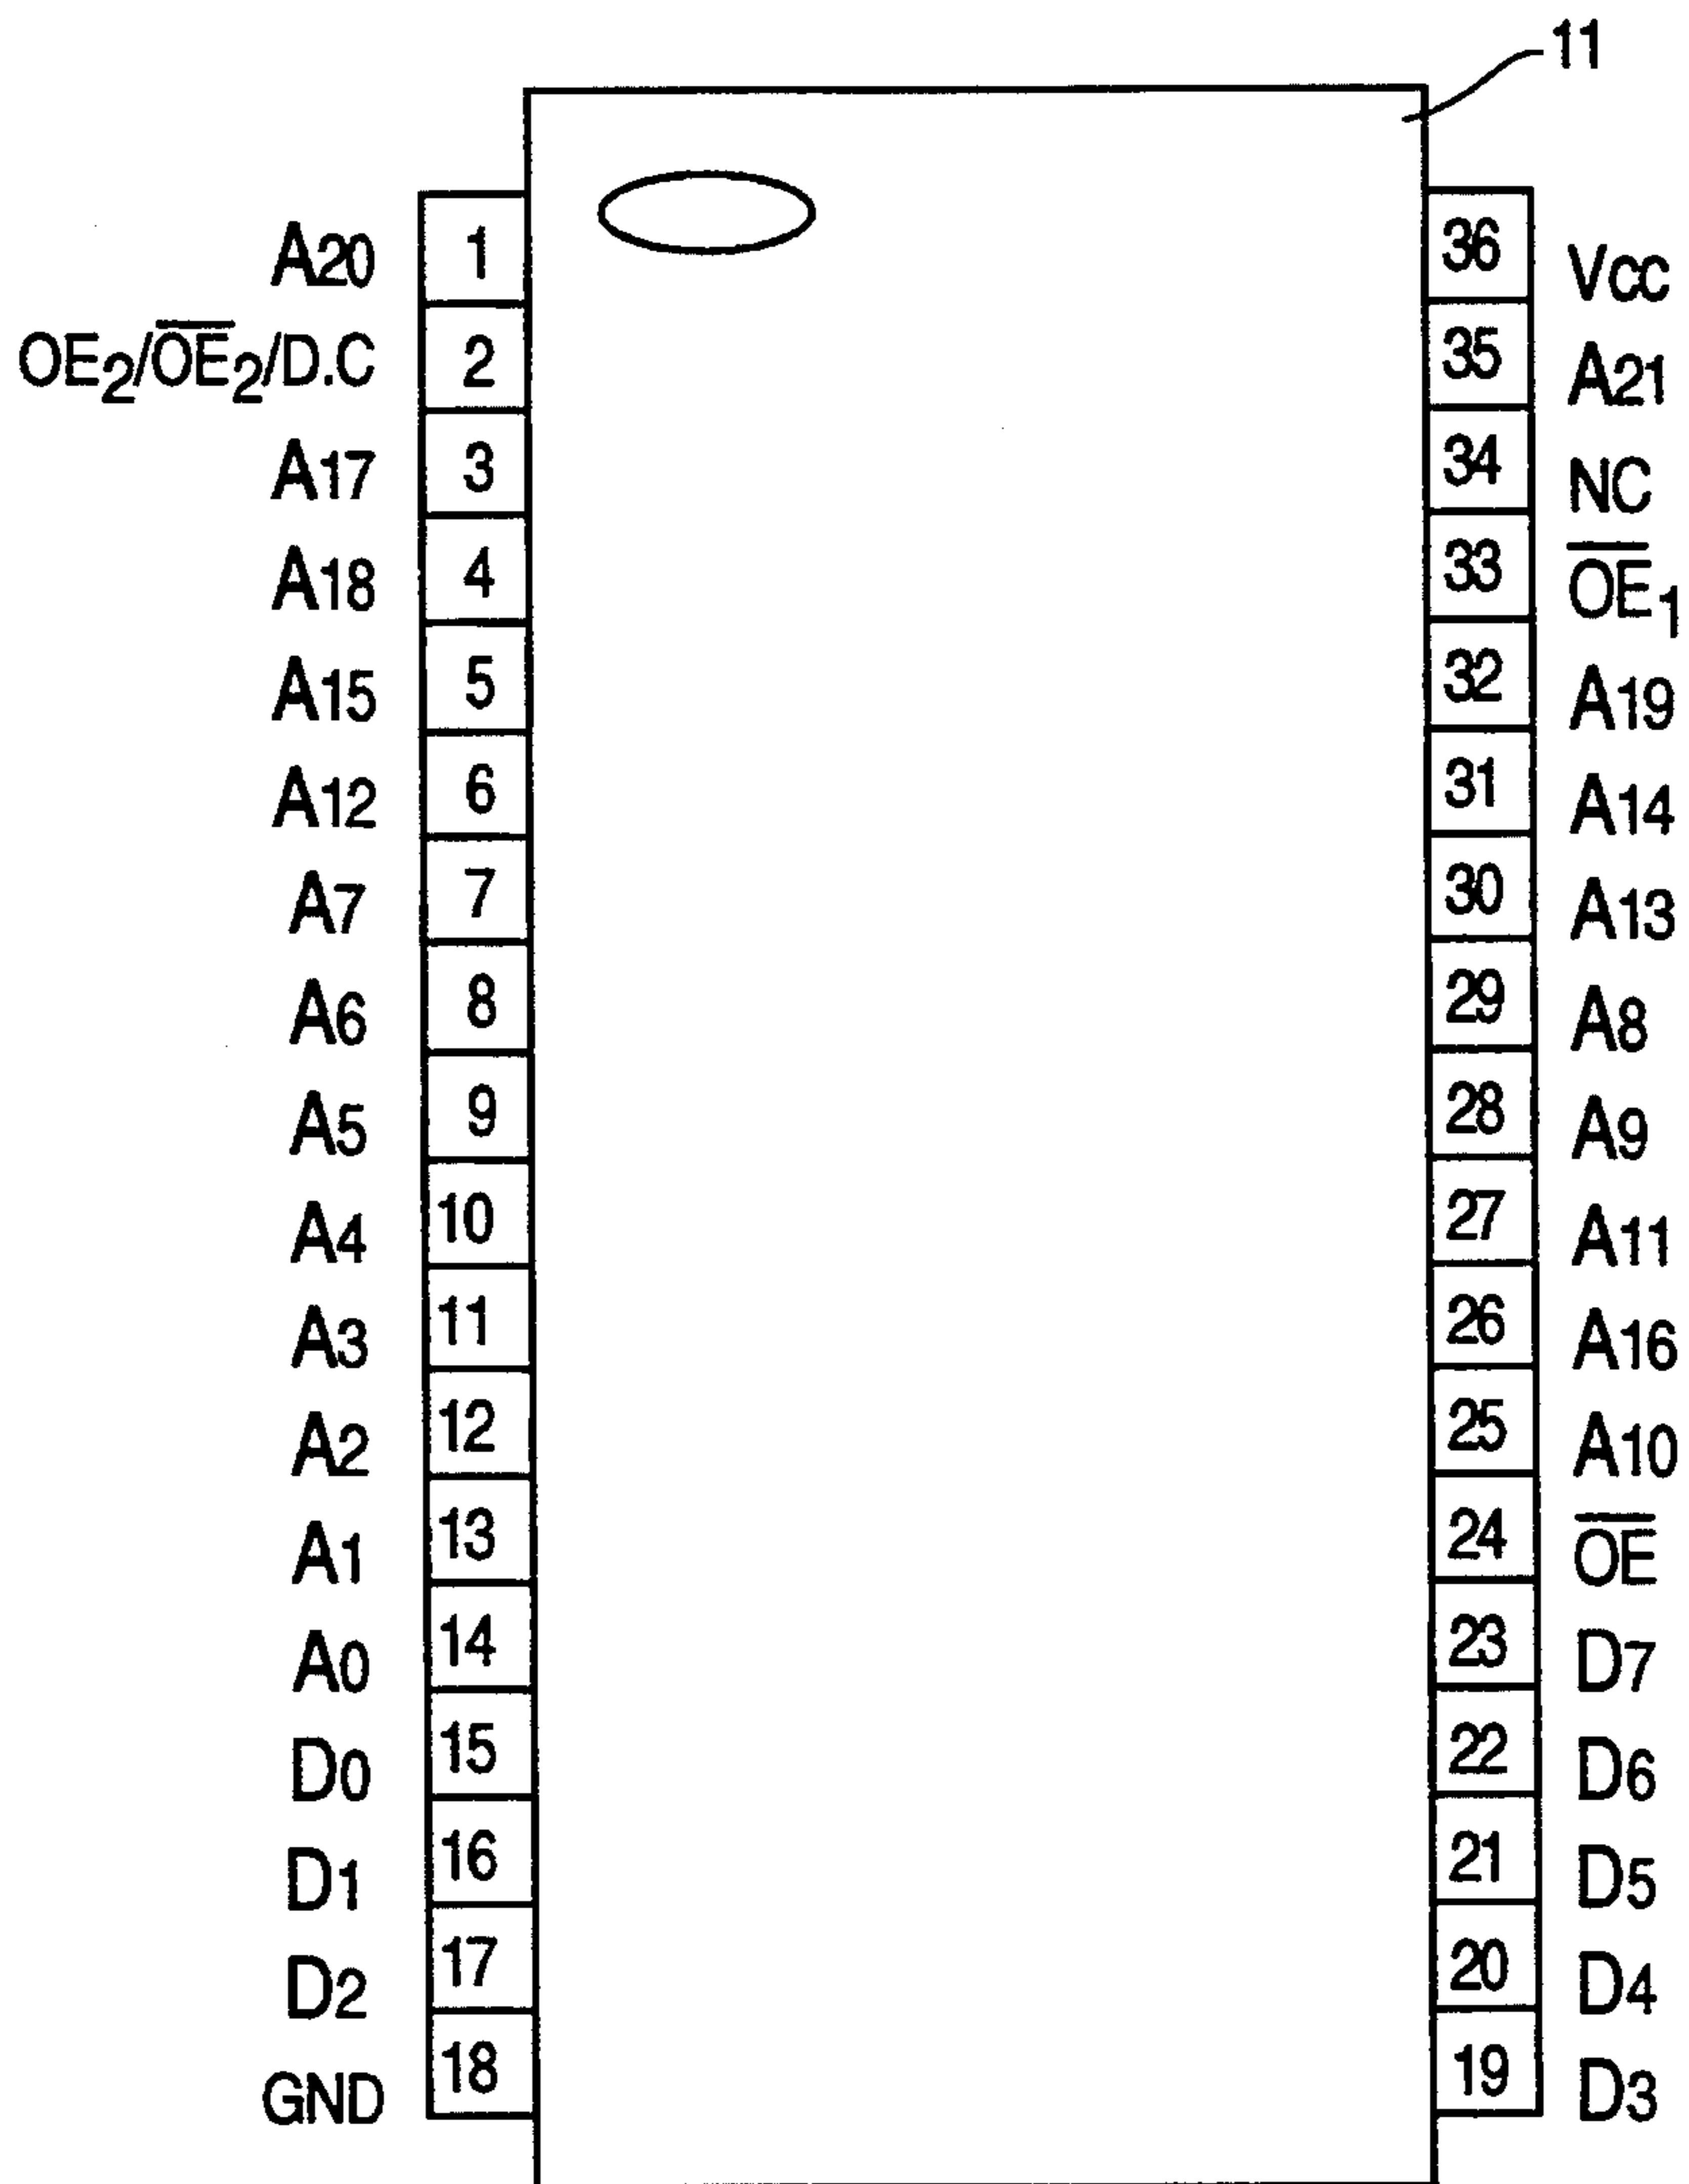 11
A20 1 36 Vcc
OE2/O̅E̅2/D.C 2 35 A21
A17 3 34 NC
A18 4 33 O̅E̅1
A15 5 32 A19
A12 6 31 A14
A7 7 30 A13
A6 8 29 A8
A5 9 28 A9
A4 10 27 A11
A3 11 26 A16
A2 12 25 A10
A1 13 24 O̅E̅
A0 14 23 D7
D0 15 22 D6
D1 16 21 D5
D2 17 20 D4
GND 18 19 D3